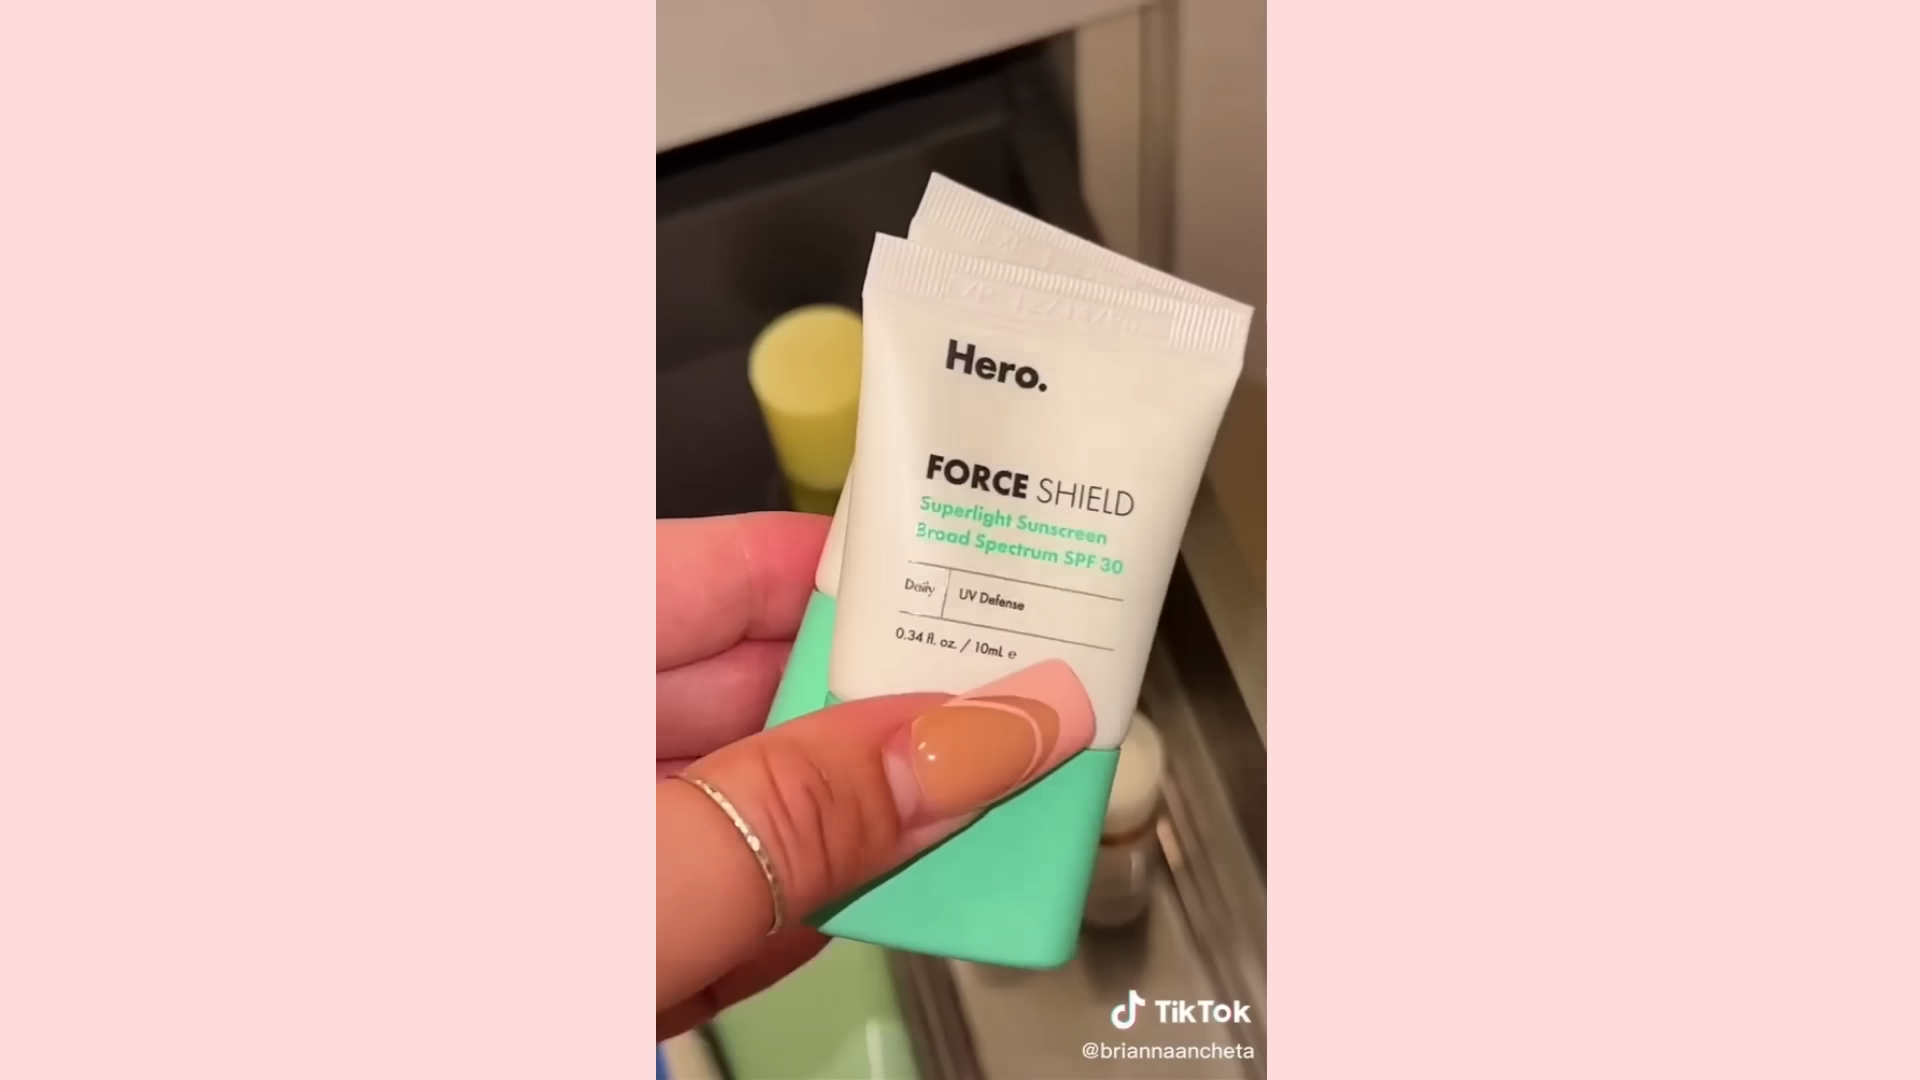 Hero.
FORCE SHIELD
Superlight Sunscreen
Broad Spectrum SPF 30
Daily UV Defense
0.34 fl. oz. / 10mL e
TikTok
@briannaancheta